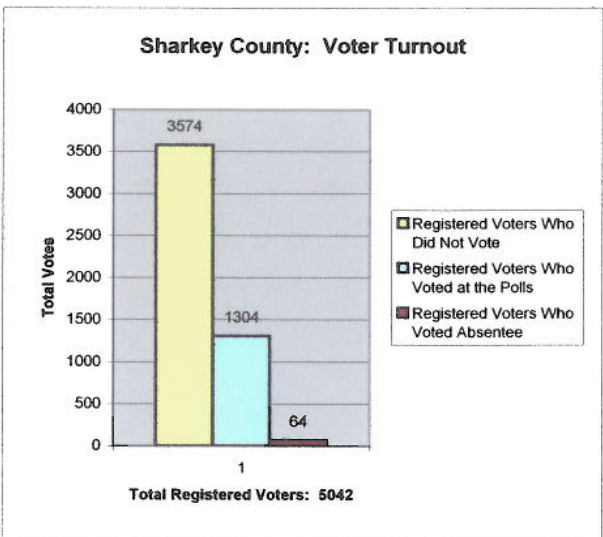 Sharkey County: Voter Turnout
4000
3500
3000
2500
2000
1500
1000
500
0
Total Votes
3574
1304
64
1
Total Registered Voters: 5042
Registered Voters Who
Did Not Vote
Registered Voters Who
Voted at the Polls
Registered Voters Who
Voted Absentee